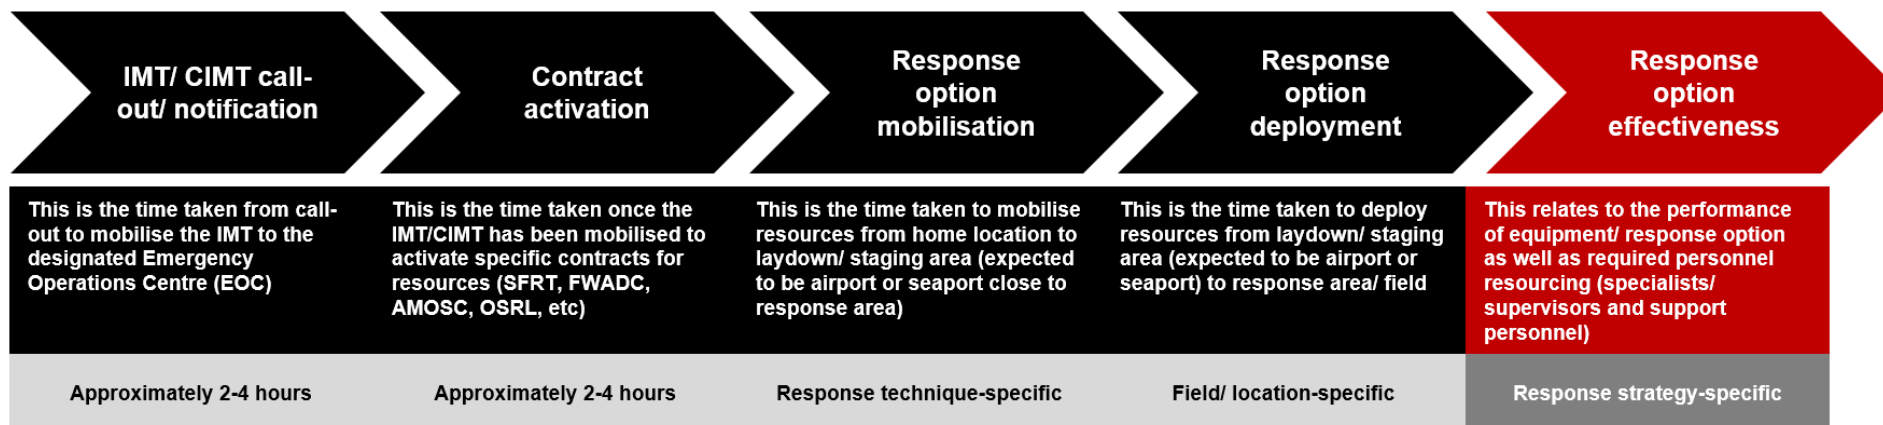 IMT/ CIMT call-
out/ notification
Contract
activation
Response
option
mobilisation
Response
option
deployment
Response
option
effectiveness
This is the time taken from call-
out to mobilise the IMT to the
designated Emergency
Operations Centre (EOC)
This is the time taken once the
IMT/CIMT has been mobilised to
activate specific contracts for
resources (SFRT, FWADC,
AMOSC, OSRL, etc)
This is the time taken to mobilise
resources from home location to
laydown/ staging area (expected
to be airport or seaport close to
response area)
This is the time taken to deploy
resources from laydown/ staging
area (expected to be airport or
seaport) to response area/ field
This relates to the performance
of equipment/ response option
as well as required personnel
resourcing (specialists/
supervisors and support
personnel)
Approximately 2-4 hours
Approximately 2-4 hours
Response technique-specific
Field/ location-specific
Response strategy-specific